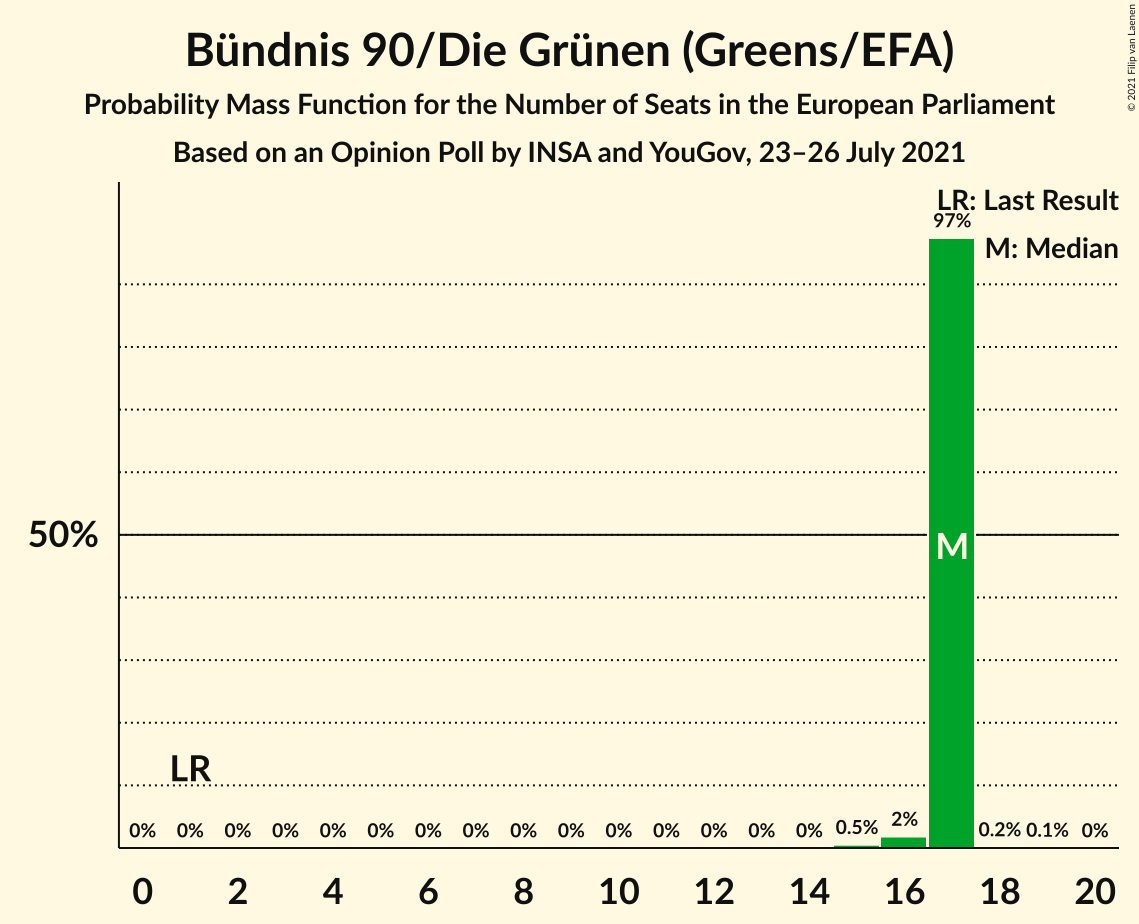 Bündnis 90/Die Grünen (Greens/EFA)
Probability Mass Function for the Number of Seats in the European Parliament
Based on an Opinion Poll by INSA and YouGov, 23–26 July 2021
© 2021 Filip van Laenen
LR: Last Result
97%
M: Median
50%
M
LR
0% 0% 0% 0% 0% 0% 0% 0% 0% 0% 0% 0% 0% 0% 0% 0.5% 2% 0.2% 0.1% 0%
0 2 4 6 8 10 12 14 16 18 20